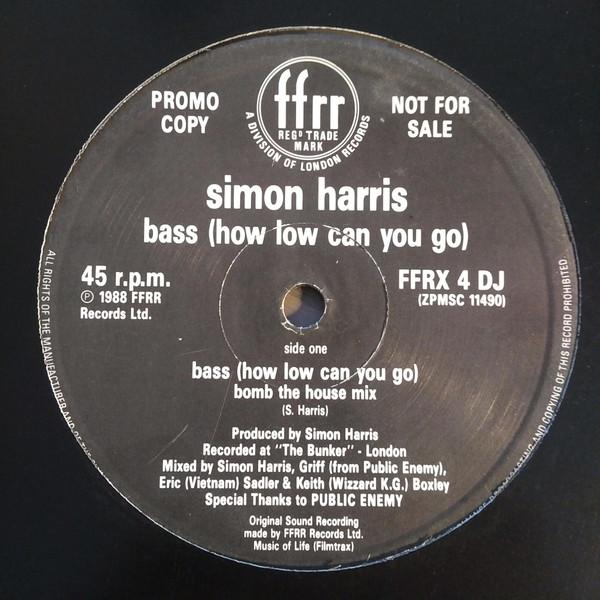 PROMO
COPY
ffrr
REGD TRADE
MARK
A DIVISION OF LONDON RECORDS
NOT FOR
SALE
simon harris
bass (how low can you go)
45 r.p.m.
Ⓟ 1988 FFRR
Records Ltd.
FFRX 4 DJ
(ZPMSC 11490)
side one
bass (how low can you go)
bomb the house mix
(S. Harris)
Produced by Simon Harris
Recorded at "The Bunker" - London
Mixed by Simon Harris, Griff (from Public Enemy),
Eric (Vietnam) Sadler & Keith (Wizzard K.G.) Boxley
Special Thanks to PUBLIC ENEMY
Original Sound Recording
made by FFRR Records Ltd.
Music of Life (Filmtrax)
ALL RIGHTS OF THE MANUFACTURER AND OF THE
BROADCASTING AND COPYING OF THIS RECORD PROHIBITED